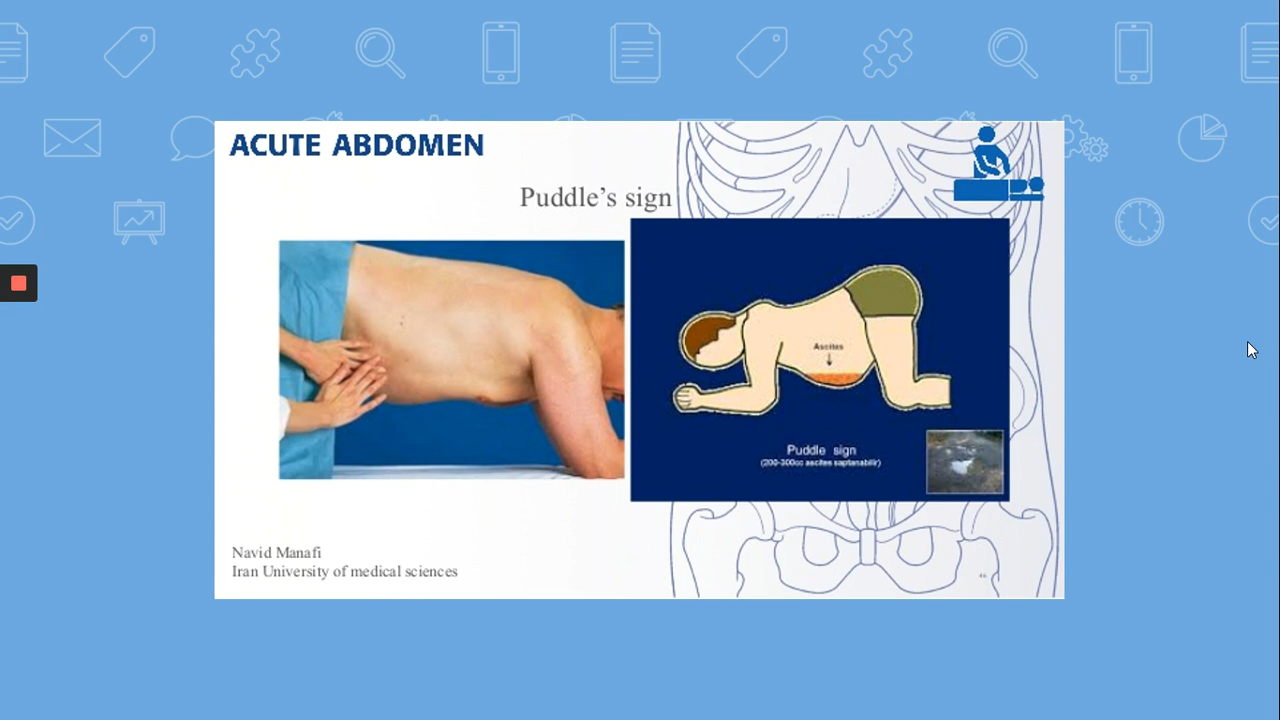 ACUTE ABDOMEN
Puddle’s sign
Ascites
Puddle sign
(200-300cc ascites saptanabilir)
Navid Manafi
Iran University of medical sciences